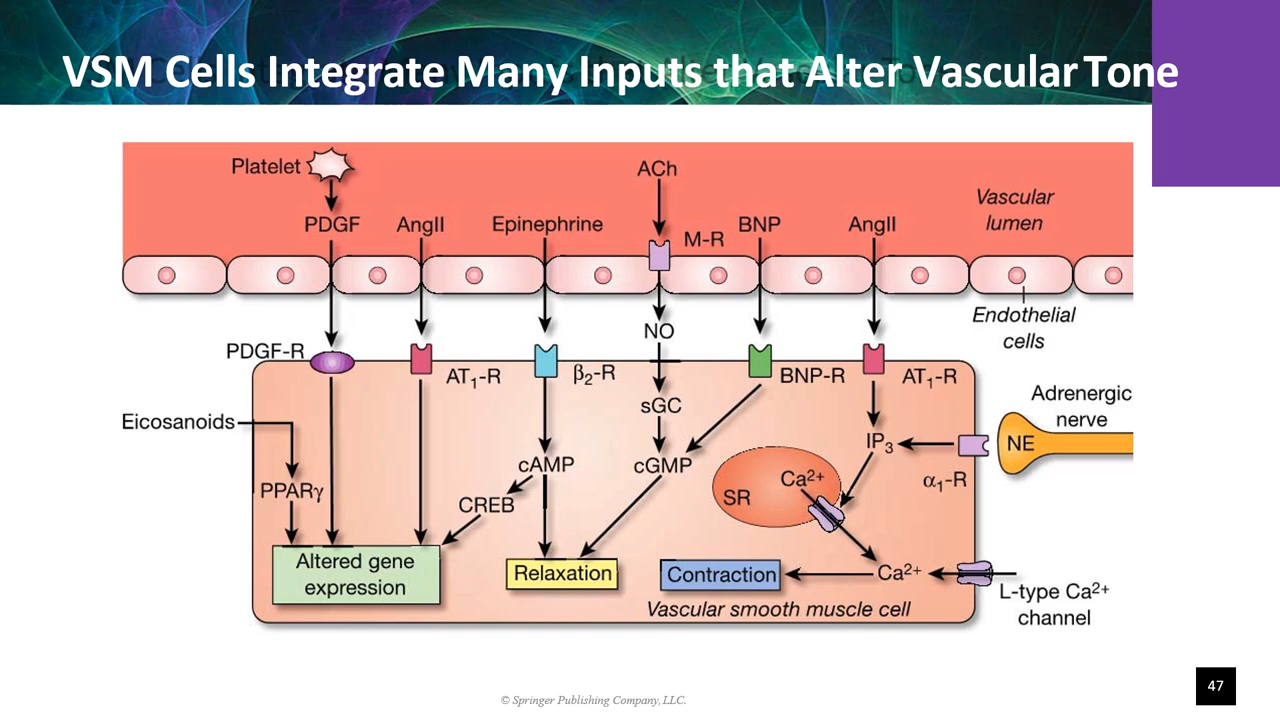 VSM Cells Integrate Many Inputs that Alter Vascular Tone
Platelet
ACh
Vascular
lumen
PDGF
AngII
Epinephrine
M-R
BNP
AngII
Endothelial
cells
NO
PDGF-R
AT₁-R
β₂-R
BNP-R
AT₁-R
Adrenergic
nerve
Eicosanoids
sGC
IP₃
NE
cAMP
cGMP
Ca²⁺
SR
α₁-R
PPARγ
CREB
Altered gene
expression
Relaxation
Contraction
Ca²⁺
L-type Ca²⁺
channel
Vascular smooth muscle cell
47
© Springer Publishing Company, LLC.